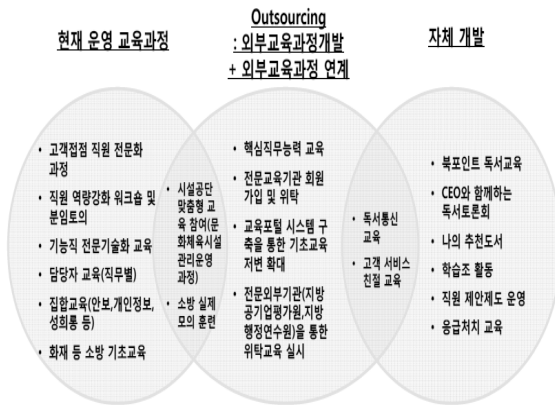 현재 운영 교육과정
Outsourcing
: 외부교육과정개발
+ 외부교육과정 연계
자체 개발
• 고객접점 직원 전문화
과정
• 직원 역량강화 워크숍 및
분임토의
• 기능직 전문기술화 교육
• 담당자 교육(직무별)
• 집합교육(안보,개인정보,
성희롱 등)
• 화재 등 소방 기초교육
• 시설공단
맞춤형 교
육 참여(문
화체육시설
관리운영
과정)
• 소방 실제
모의 훈련
• 핵심직무능력 교육
• 전문교육기관 회원
가입 및 위탁
• 교육포털 시스템 구
축을 통한 기초교육
저변 확대
• 전문외부기관(지방
공기업평가원,지방
행정연수원)을 통한
위탁교육 실시
• 독서통신
교육
• 고객 서비스
친절 교육
• 북포인트 독서교육
• CEO와 함께하는
독서토론회
• 나의 추천도서
• 학습조 활동
• 직원 제안제도 운영
• 응급처치 교육